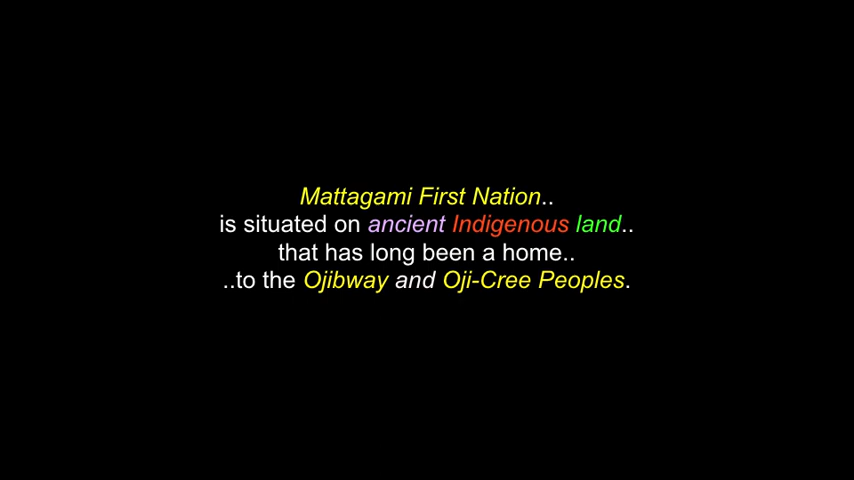 Mattagami First Nation..
is situated on ancient Indigenous land..
that has long been a home..
..to the Ojibway and Oji-Cree Peoples.